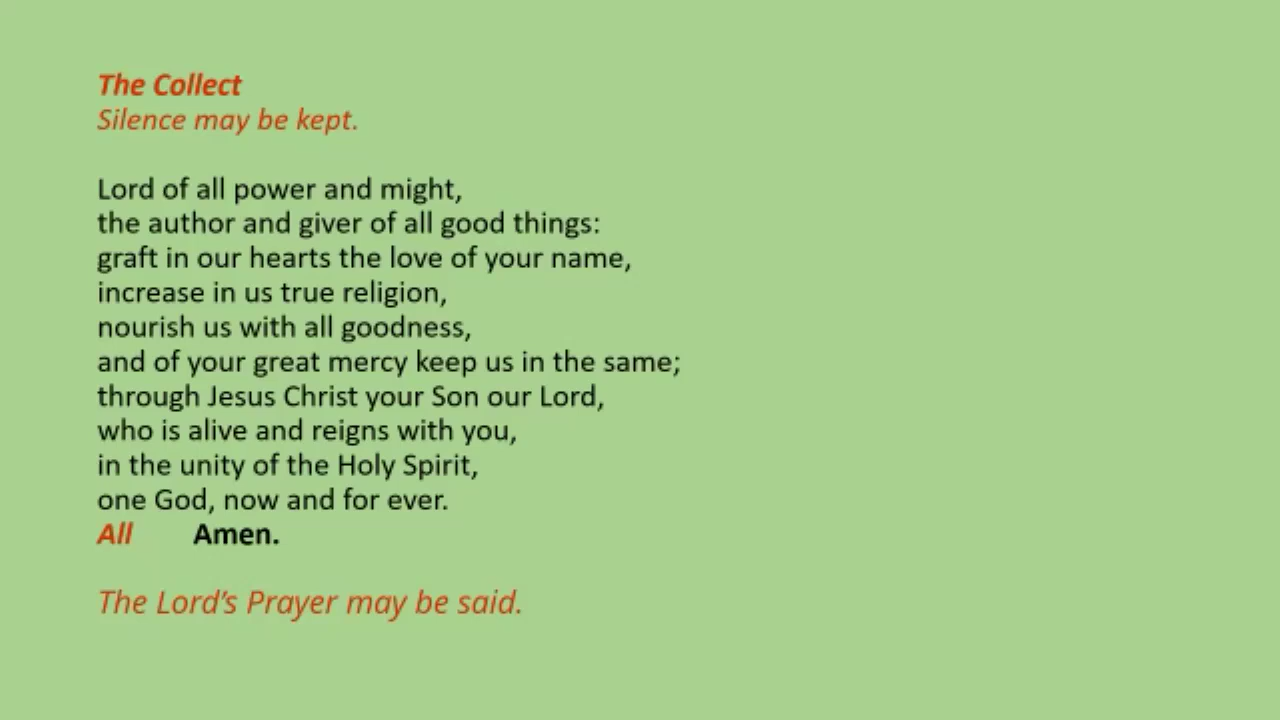 The Collect
Silence may be kept.
Lord of all power and might,
the author and giver of all good things:
graft in our hearts the love of your name,
increase in us true religion,
nourish us with all goodness,
and of your great mercy keep us in the same;
through Jesus Christ your Son our Lord,
who is alive and reigns with you,
in the unity of the Holy Spirit,
one God, now and for ever.
All Amen.
The Lord’s Prayer may be said.